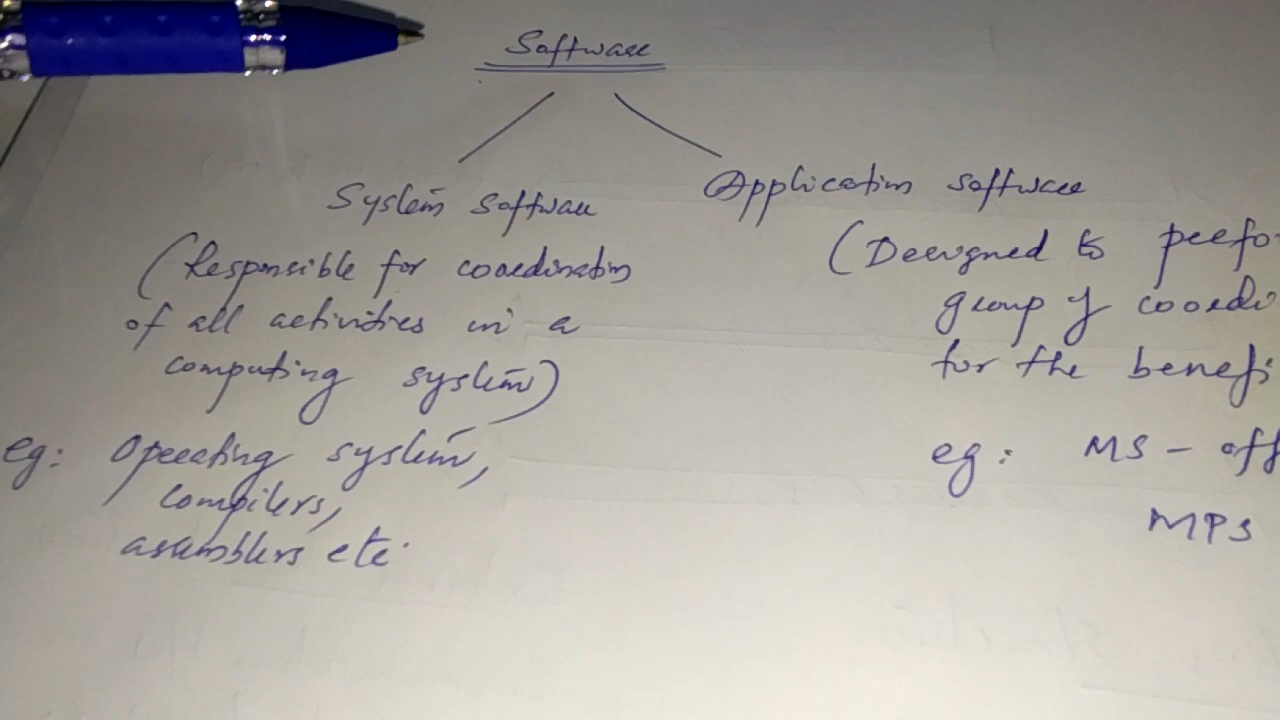 Software
System software
(Responsible for coordination
of all activities in a
computing system)
eg: Operating system,
compilers,
assemblers etc.
Application software
(Designed to perfo
group of coordi
for the benefi
eg: MS - off
MPS